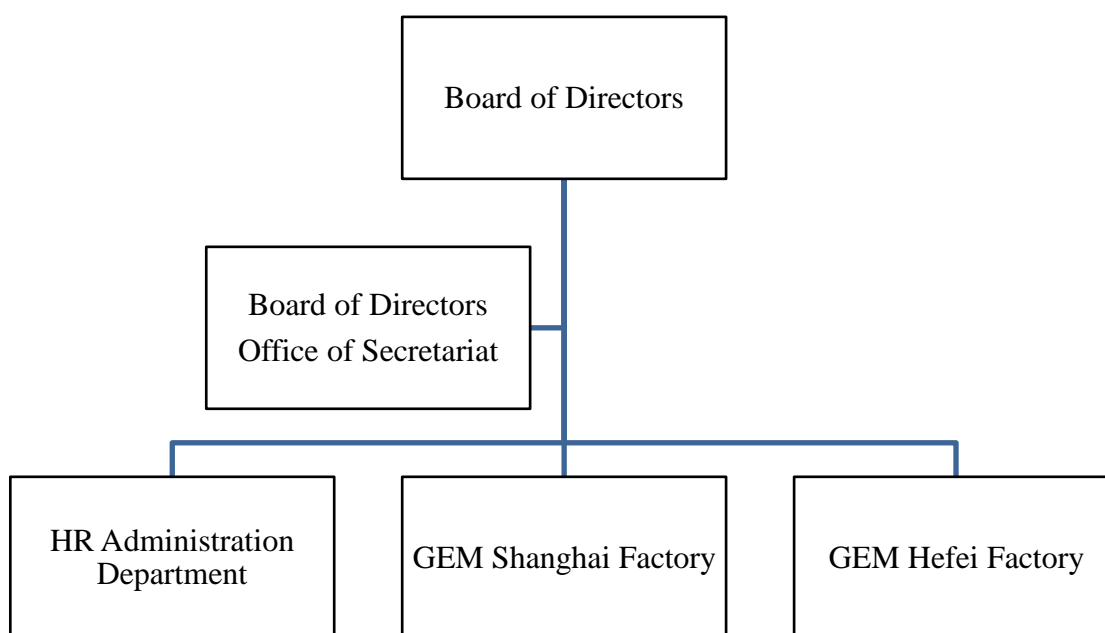 Board of Directors
Board of Directors
Office of Secretariat
HR Administration
Department
GEM Shanghai Factory
GEM Hefei Factory